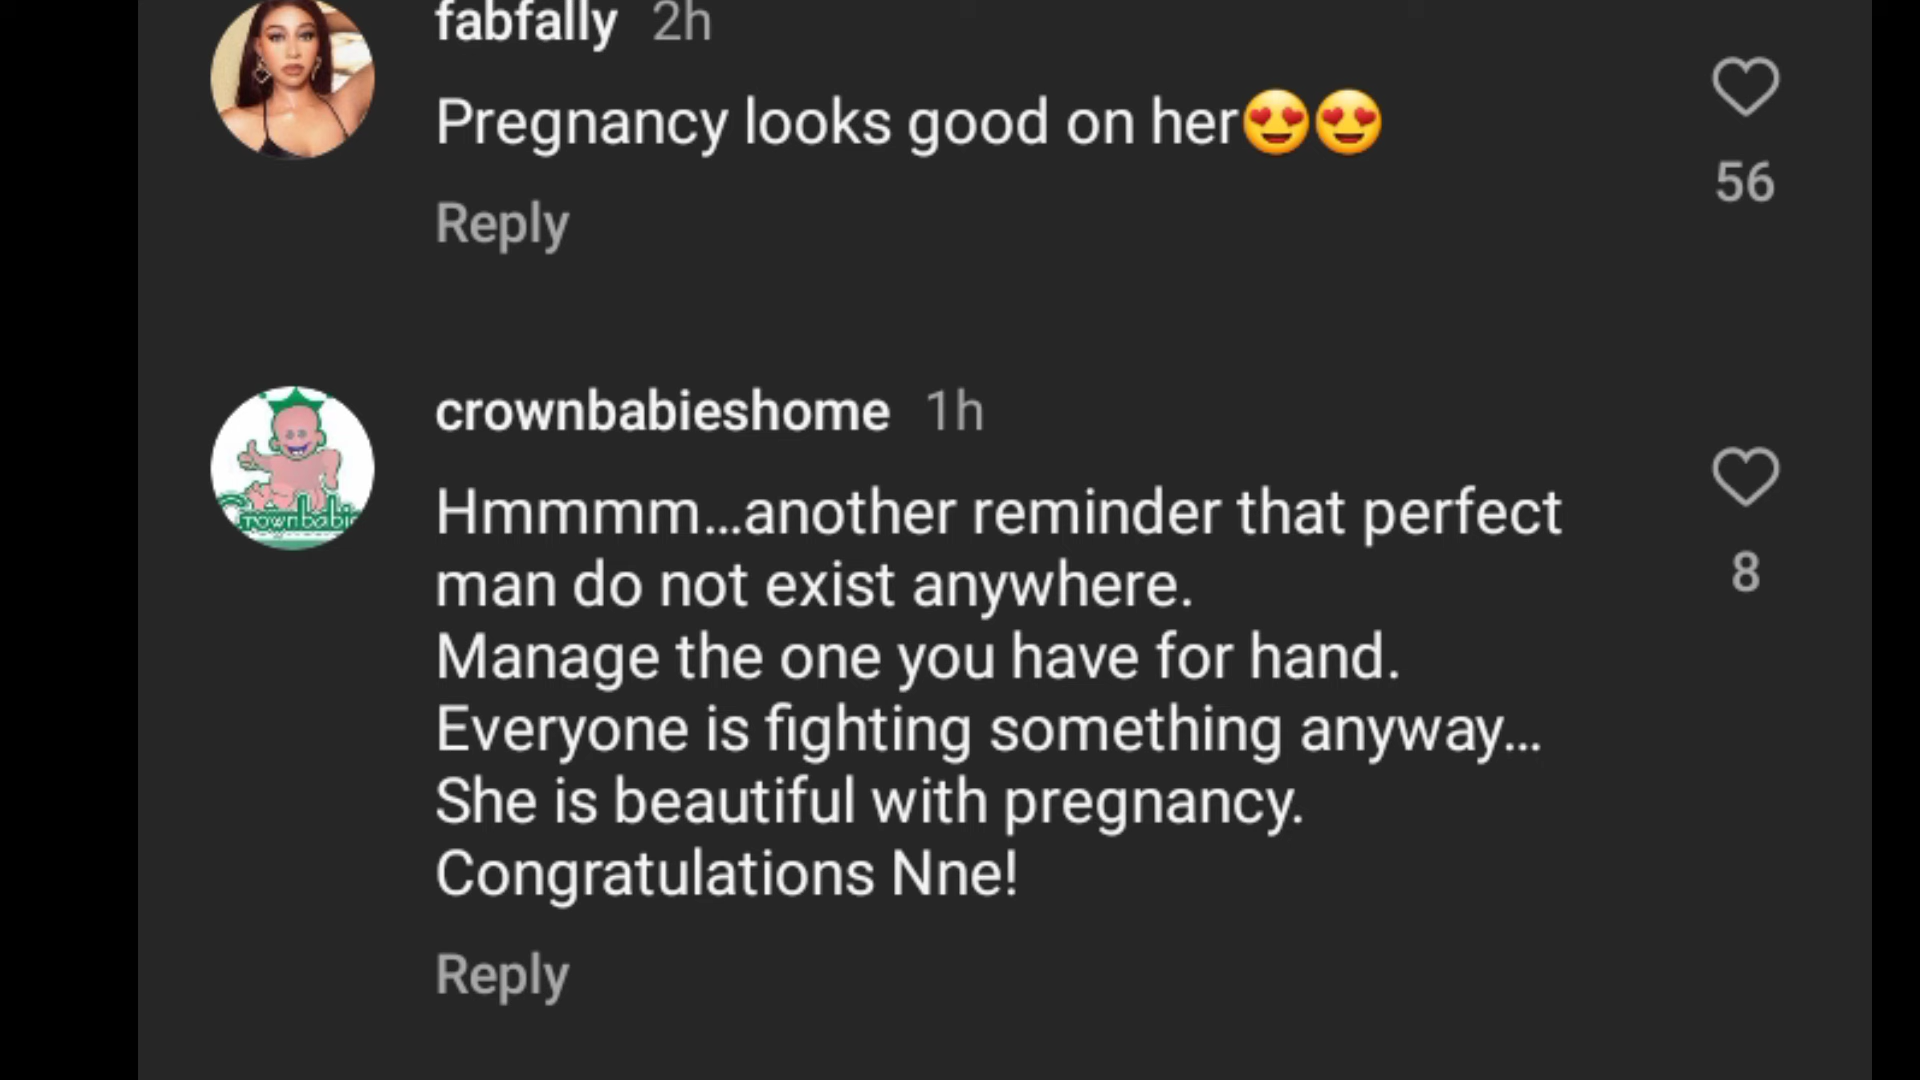 fabfally 2h
Pregnancy looks good on her😍😍
56
Reply
crownbabieshome 1h
Hmmmm...another reminder that perfect
man do not exist anywhere.
8
Manage the one you have for hand.
Everyone is fighting something anyway...
She is beautiful with pregnancy.
Congratulations Nne!
Reply
Crownbabie